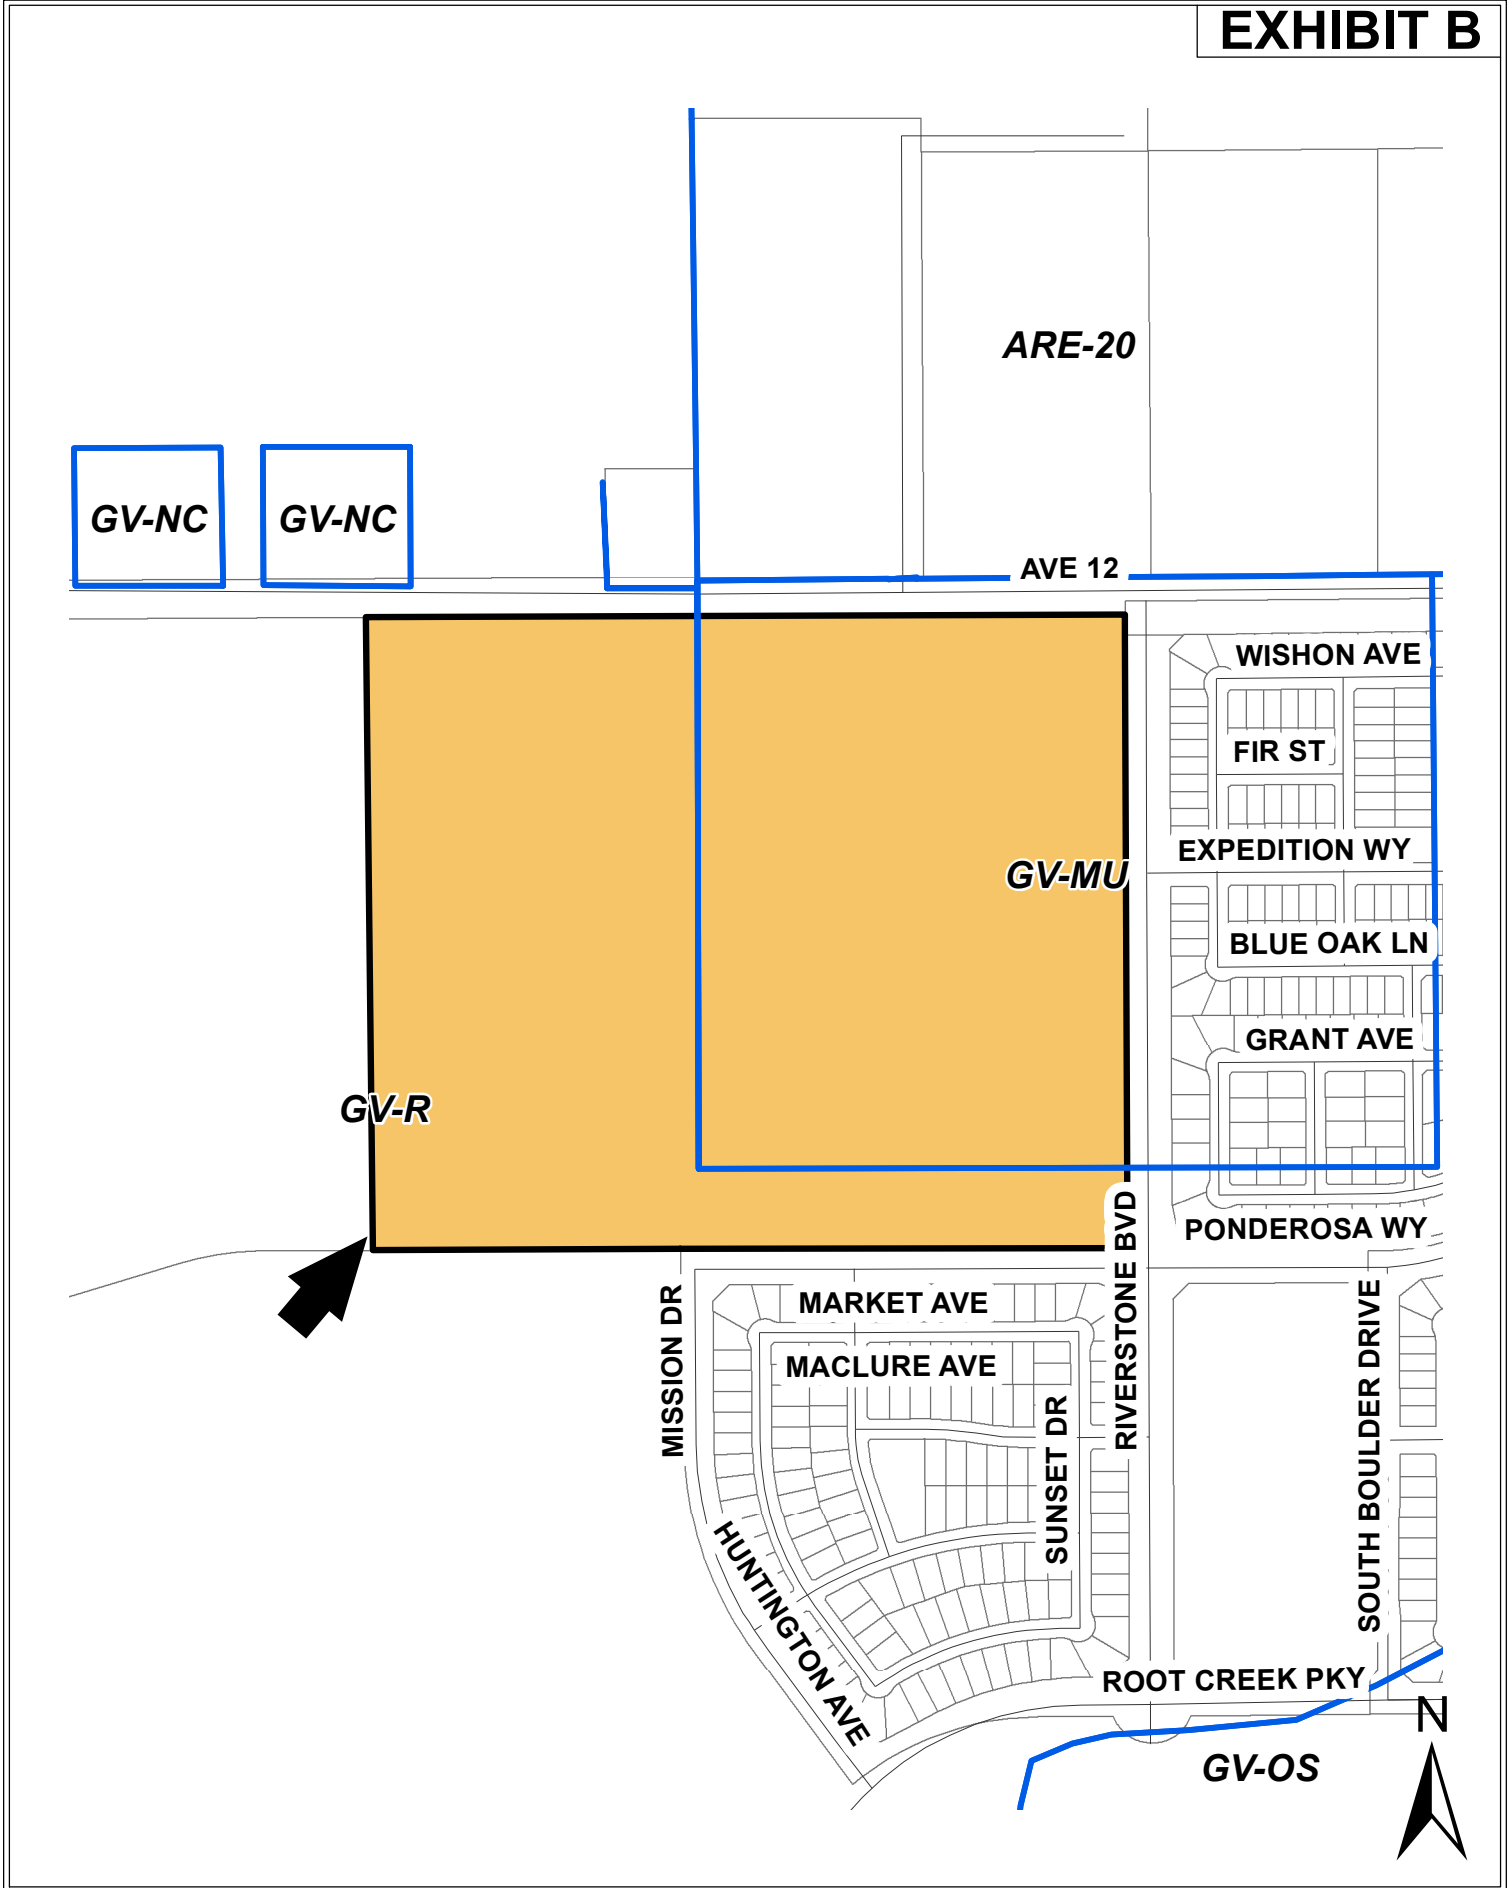 EXHIBIT B
ARE-20
GV-NC
GV-NC
AVE 12
WISHON AVE
FIR ST
EXPEDITION WY
GV-MU
BLUE OAK LN
GRANT AVE
GV-R
PONDEROSA WY
RIVERSTONE BVD
MISSION DR
MARKET AVE
MACLURE AVE
SUNSET DR
SOUTH BOULDER DRIVE
HUNTINGTON AVE
ROOT CREEK PKY
N
GV-OS